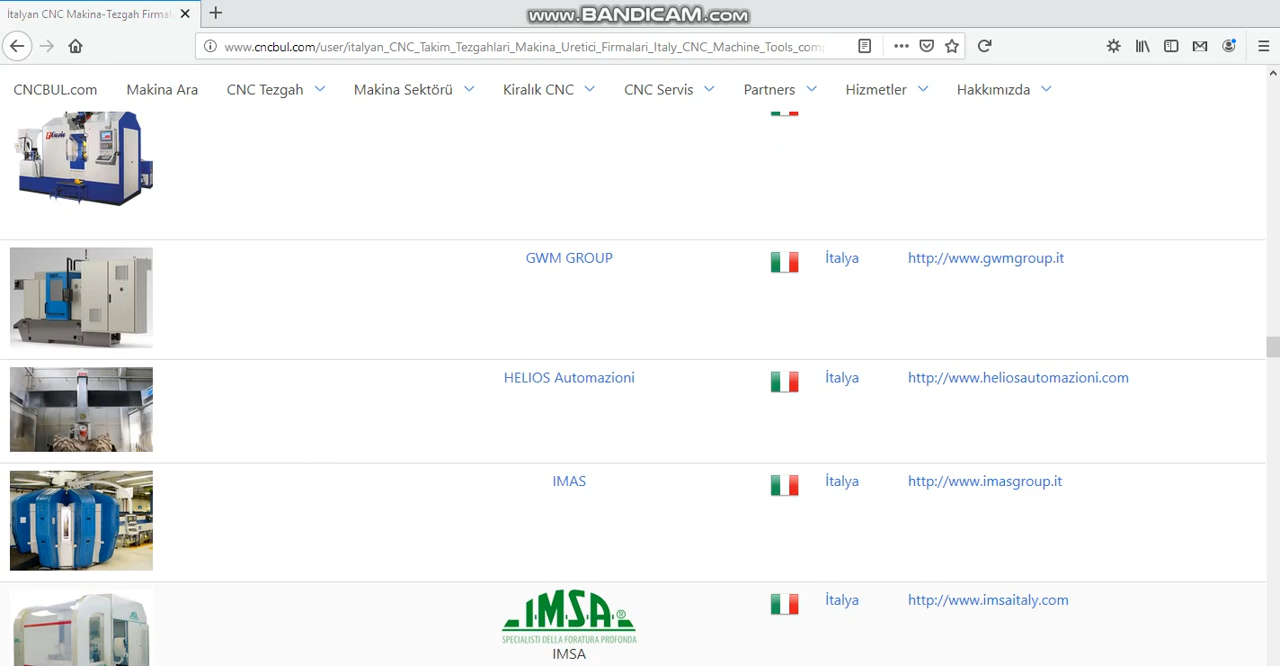 www.BANDICAM.com
İtalyan CNC Makina-Tezgah Firmala
www.cncbul.com/user/italyan_CNC_Takim_Tezgahlari_Makina_Uretici_Firmalari_Italy_CNC_Machine_Tools_comp
CNCBUL.com Makina Ara CNC Tezgah Makina Sektörü Kiralık CNC CNC Servis Partners Hizmetler Hakkımızda
GWM GROUP İtalya http://www.gwmgroup.it
HELIOS Automazioni İtalya http://www.heliosautomazioni.com
IMAS İtalya http://www.imasgroup.it
IMSA® İtalya http://www.imsaitaly.com
SPECIALISTI DELLA FORATURA PROFONDA
IMSA